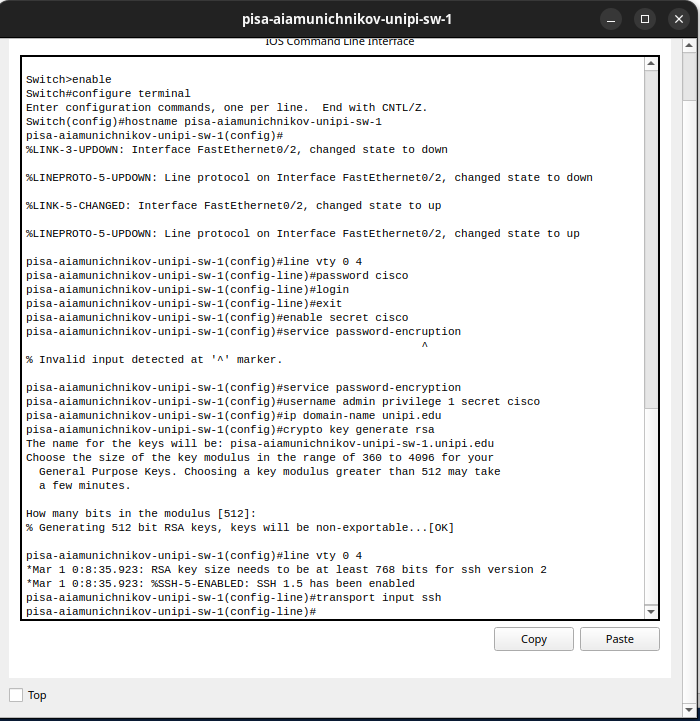 pisa-aiamunichnikov-unipi-sw-1
IOS Command Line Interface
Switch>enable
Switch#configure terminal
Enter configuration commands, one per line.  End with CNTL/Z.
Switch(config)#hostname pisa-aiamunichnikov-unipi-sw-1
pisa-aiamunichnikov-unipi-sw-1(config)#
%LINK-3-UPDOWN: Interface FastEthernet0/2, changed state to down
%LINEPROTO-5-UPDOWN: Line protocol on Interface FastEthernet0/2, changed state to down
%LINK-5-CHANGED: Interface FastEthernet0/2, changed state to up
%LINEPROTO-5-UPDOWN: Line protocol on Interface FastEthernet0/2, changed state to up
pisa-aiamunichnikov-unipi-sw-1(config)#line vty 0 4
pisa-aiamunichnikov-unipi-sw-1(config-line)#password cisco
pisa-aiamunichnikov-unipi-sw-1(config-line)#login
pisa-aiamunichnikov-unipi-sw-1(config-line)#exit
pisa-aiamunichnikov-unipi-sw-1(config)#enable secret cisco
pisa-aiamunichnikov-unipi-sw-1(config)#service password-encruption
^
% Invalid input detected at '^' marker.
pisa-aiamunichnikov-unipi-sw-1(config)#service password-encryption
pisa-aiamunichnikov-unipi-sw-1(config)#username admin privilege 1 secret cisco
pisa-aiamunichnikov-unipi-sw-1(config)#ip domain-name unipi.edu
pisa-aiamunichnikov-unipi-sw-1(config)#crypto key generate rsa
The name for the keys will be: pisa-aiamunichnikov-unipi-sw-1.unipi.edu
Choose the size of the key modulus in the range of 360 to 4096 for your
General Purpose Keys. Choosing a key modulus greater than 512 may take
a few minutes.
How many bits in the modulus [512]:
% Generating 512 bit RSA keys, keys will be non-exportable...[OK]
pisa-aiamunichnikov-unipi-sw-1(config)#line vty 0 4
*Mar 1 0:8:35.923: RSA key size needs to be at least 768 bits for ssh version 2
*Mar 1 0:8:35.923: %SSH-5-ENABLED: SSH 1.5 has been enabled
pisa-aiamunichnikov-unipi-sw-1(config-line)#transport input ssh
pisa-aiamunichnikov-unipi-sw-1(config-line)#
Copy
Paste
Top